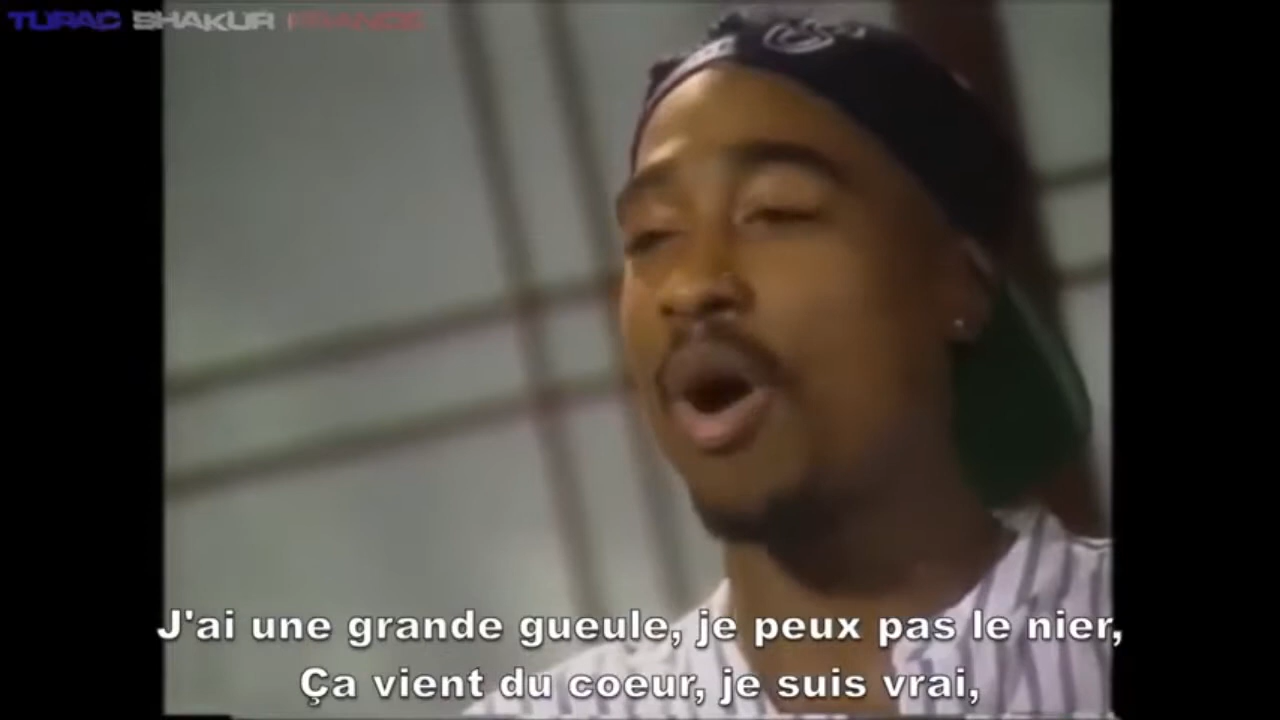 TUPAC SHAKUR FRANCE
J'ai une grande gueule, je peux pas le nier,
Ça vient du coeur, je suis vrai,